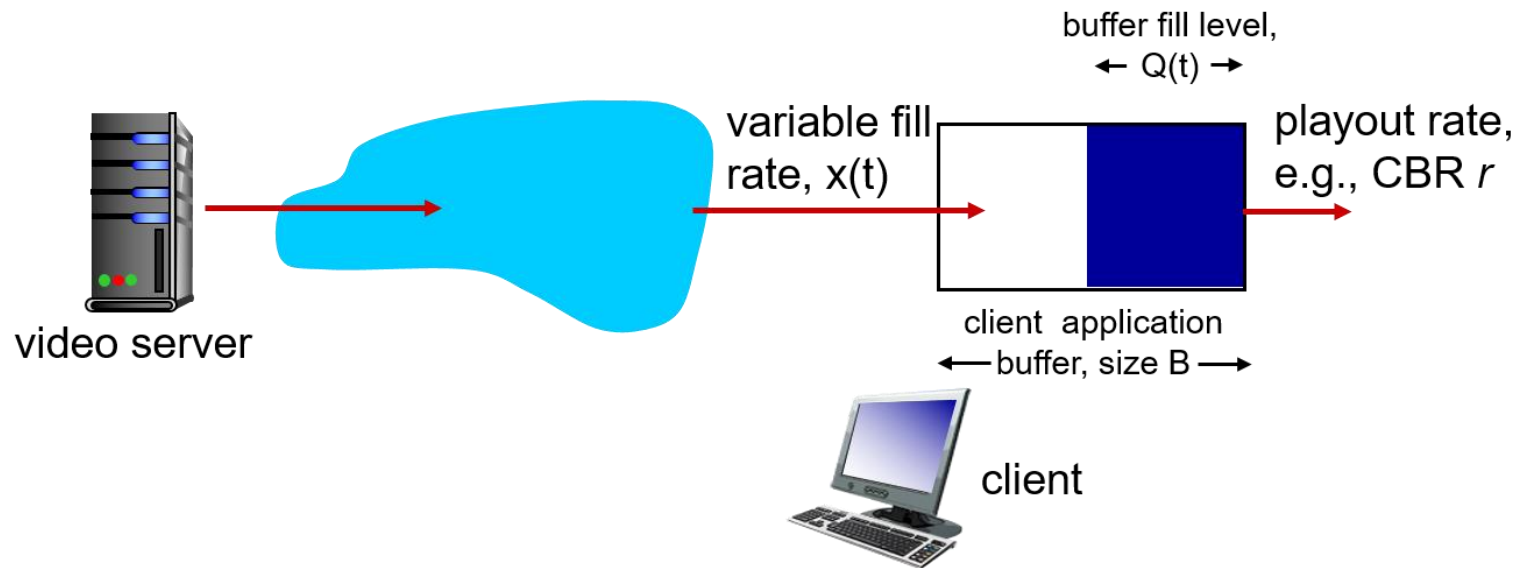 buffer fill level,
Q(t)
variable fill
rate, x(t)
playout rate,
e.g., CBR r
video server
client application
buffer, size B
client